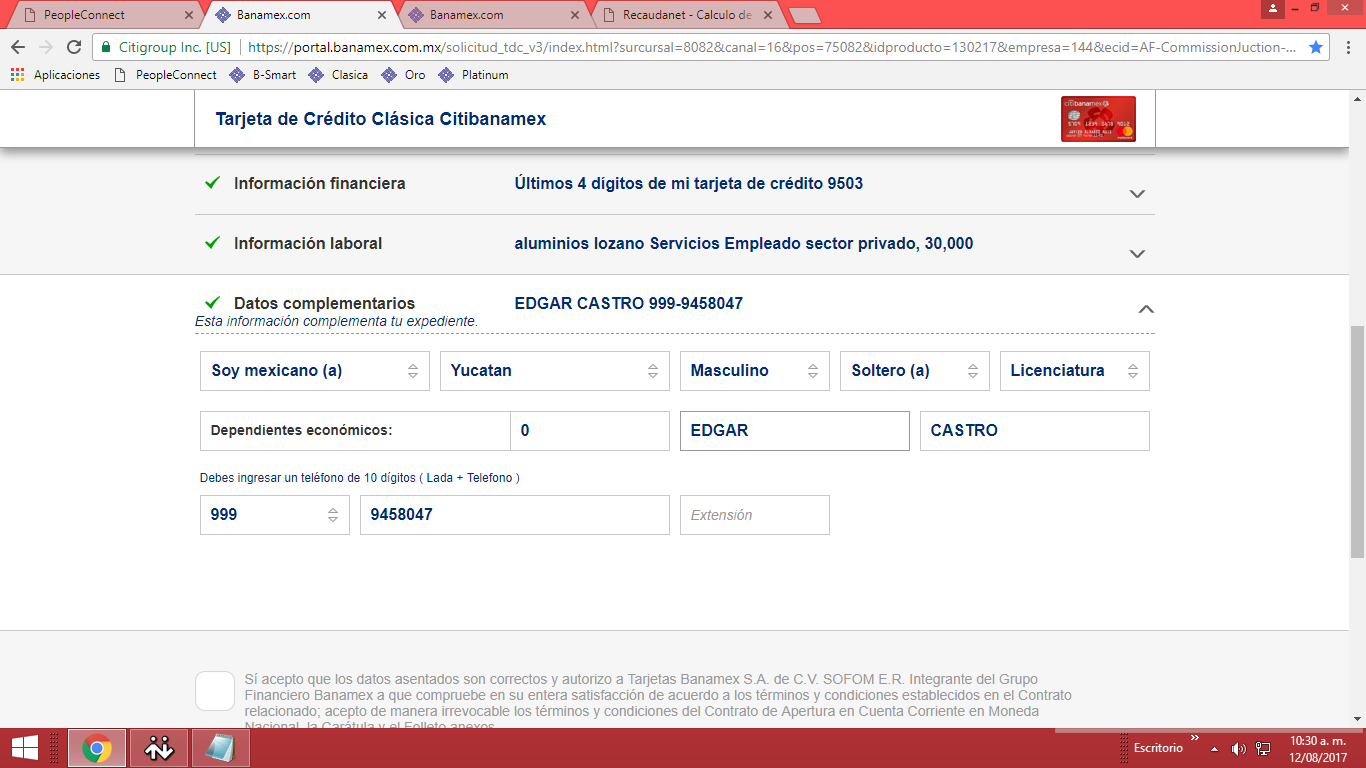 PeopleConnect
Banamex.com
Banamex.com
Recaudanet - Calculo de
Citigroup Inc. [US] https://portal.banamex.com.mx/solicitud_tdc_v3/index.html?surcursal=8082&canal=16&pos=75082&idproducto=130217&empresa=144&ecid=AF-CommissionJuction-...
Aplicaciones PeopleConnect B-Smart Clasica Oro Platinum
Tarjeta de Crédito Clásica Citibanamex
citibanamex
Información financiera Últimos 4 dígitos de mi tarjeta de crédito 9503
Información laboral aluminios lozano Servicios Empleado sector privado, 30,000
Datos complementarios EDGAR CASTRO 999-9458047
Esta información complementa tu expediente.
Soy mexicano (a) Yucatan Masculino Soltero (a) Licenciatura
Dependientes económicos: 0 EDGAR CASTRO
Debes ingresar un teléfono de 10 dígitos ( Lada + Telefono )
999 9458047 Extensión
Sí acepto que los datos asentados son correctos y autorizo a Tarjetas Banamex S.A. de C.V. SOFOM E.R. Integrante del Grupo
Financiero Banamex a que compruebe en su entera satisfacción de acuerdo a los términos y condiciones establecidos en el Contrato
relacionado; acepto de manera irrevocable los términos y condiciones del Contrato de Apertura en Cuenta Corriente en Moneda
Nacional, la Carátula y el Folleto anexos.
Escritorio
10:30 a. m.
12/08/2017